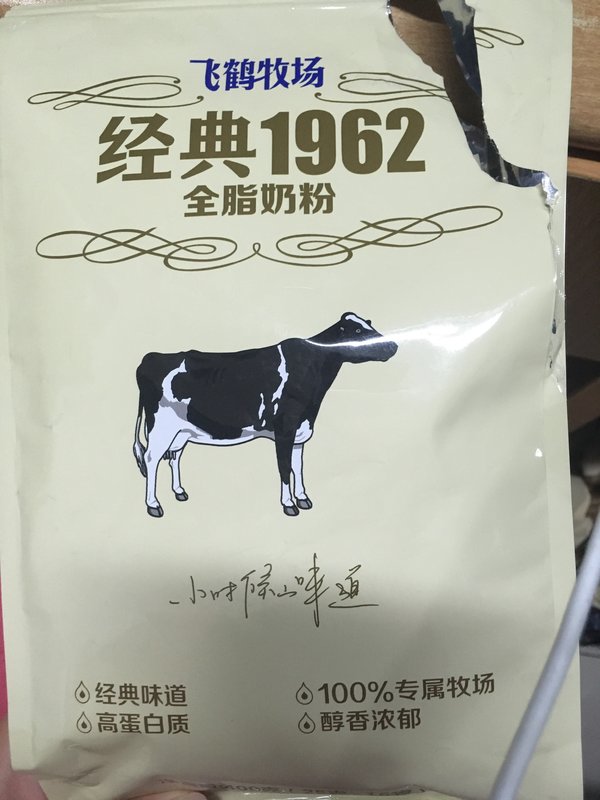 飞鹤牧场
经典1962
全脂奶粉
小时候的味道
经典味道
100%专属牧场
高蛋白质
醇香浓郁